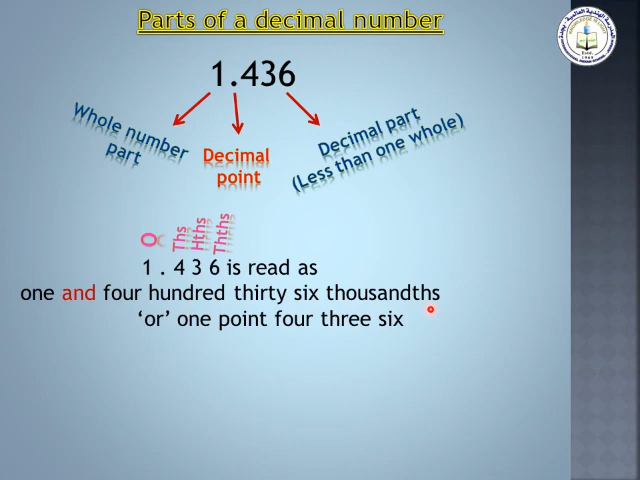 Parts of a decimal number
1.436
Whole number
part
Decimal
point
Decimal part
(Less than one whole)
O Ths Hths Thths
1 . 4 3 6 is read as
one and four hundred thirty six thousandths
‘or’ one point four three six